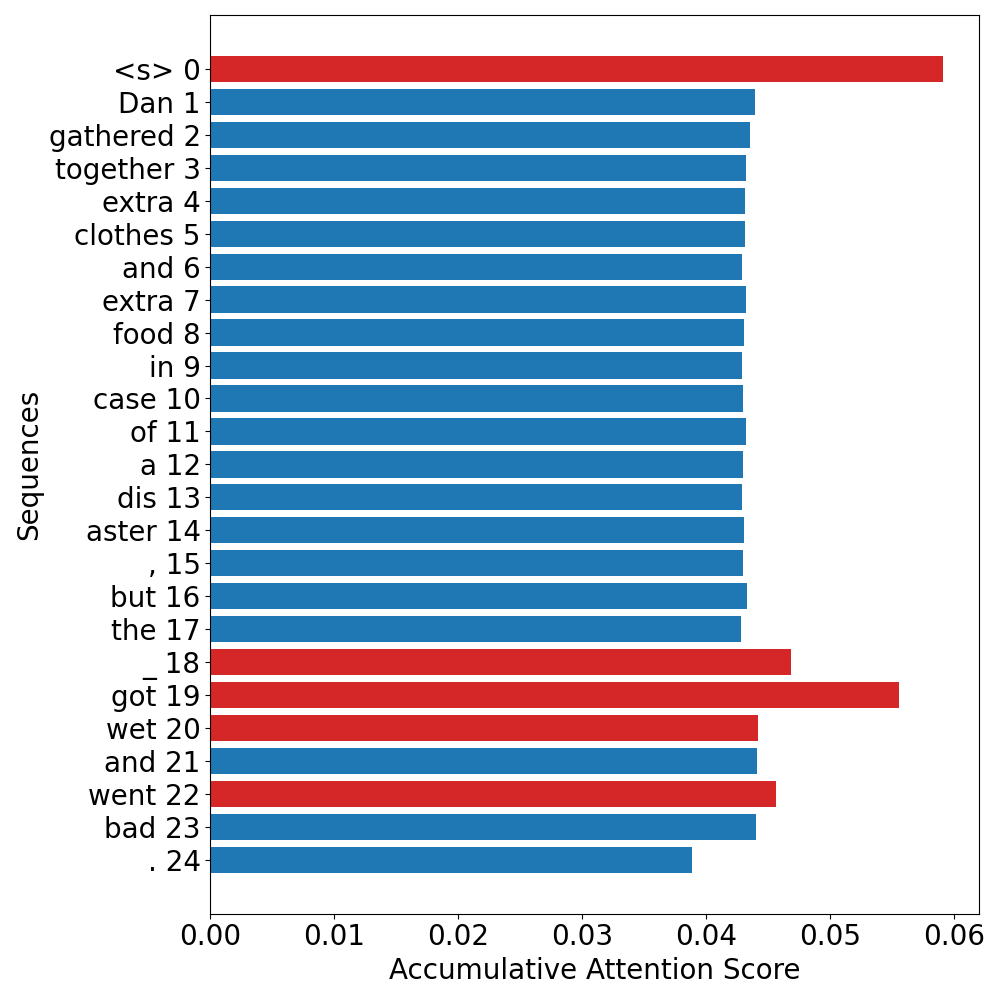 <s> 0
Dan 1
gathered 2
together 3
extra 4
clothes 5
and 6
extra 7
food 8
in 9
case 10
of 11
a 12
dis 13
aster 14
, 15
but 16
the 17
_ 18
got 19
wet 20
and 21
went 22
bad 23
. 24
Sequences
0.00 0.01 0.02 0.03 0.04 0.05 0.06
Accumulative Attention Score